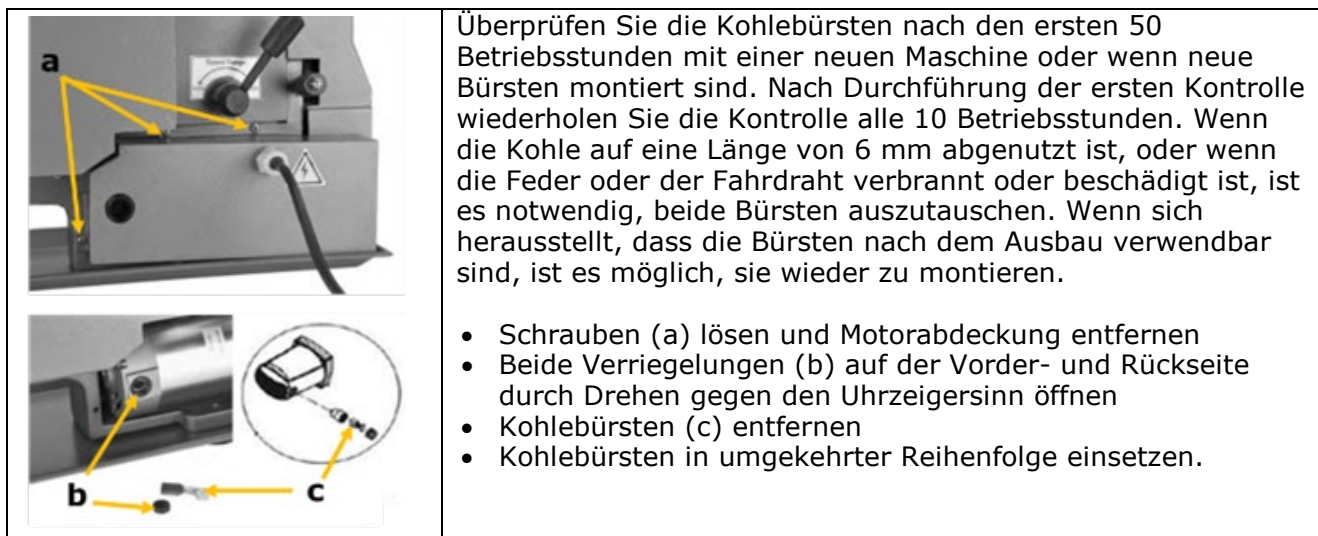 a
Überprüfen Sie die Kohlebürsten nach den ersten 50
Betriebsstunden mit einer neuen Maschine oder wenn neue
Bürsten montiert sind. Nach Durchführung der ersten Kontrolle
wiederholen Sie die Kontrolle alle 10 Betriebsstunden. Wenn
die Kohle auf eine Länge von 6 mm abgenutzt ist, oder wenn
die Feder oder der Fahrdraht verbrannt oder beschädigt ist, ist
es notwendig, beide Bürsten auszutauschen. Wenn sich
herausstellt, dass die Bürsten nach dem Ausbau verwendbar
sind, ist es möglich, sie wieder zu montieren.
• Schrauben (a) lösen und Motorabdeckung entfernen
• Beide Verriegelungen (b) auf der Vorder- und Rückseite
durch Drehen gegen den Uhrzeigersinn öffnen
• Kohlebürsten (c) entfernen
• Kohlebürsten in umgekehrter Reihenfolge einsetzen.
b
c